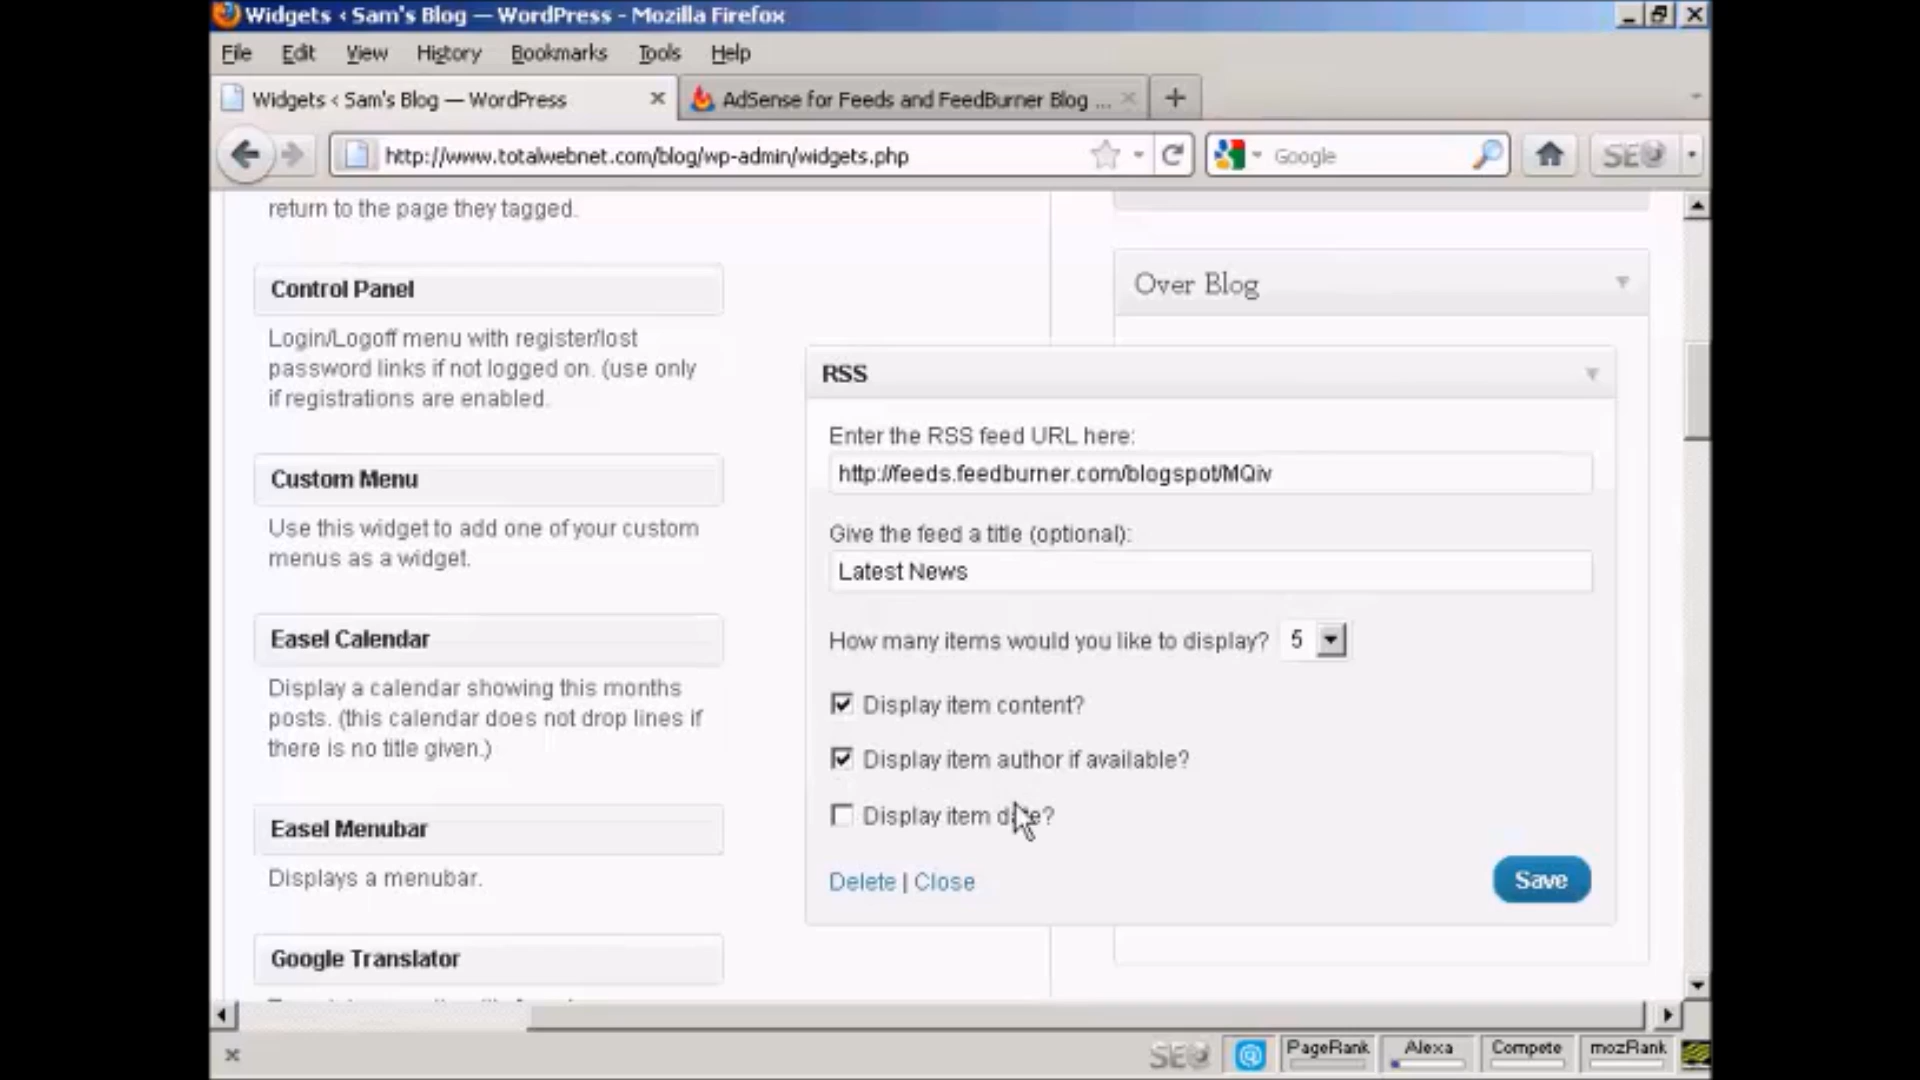 Widgets ‹ Sam's Blog — WordPress - Mozilla Firefox
File Edit View History Bookmarks Tools Help
Widgets ‹ Sam's Blog — WordPress
AdSense for Feeds and FeedBurner Blog ...
http://www.totalwebnet.com/blog/wp-admin/widgets.php
Google
SEO
return to the page they tagged.
Control Panel
Login/Logoff menu with register/lost
password links if not logged on. (use only
if registrations are enabled.
Custom Menu
Use this widget to add one of your custom
menus as a widget.
Easel Calendar
Display a calendar showing this months
posts. (this calendar does not drop lines if
there is no title given.)
Easel Menubar
Displays a menubar.
Google Translator
Over Blog
RSS
Enter the RSS feed URL here:
http://feeds.feedburner.com/blogspot/MQiv
Give the feed a title (optional):
Latest News
How many items would you like to display? 5
Display item content?
Display item author if available?
Display item date?
Delete | Close
Save
SEO
PageRank
Alexa
Compete
mozRank